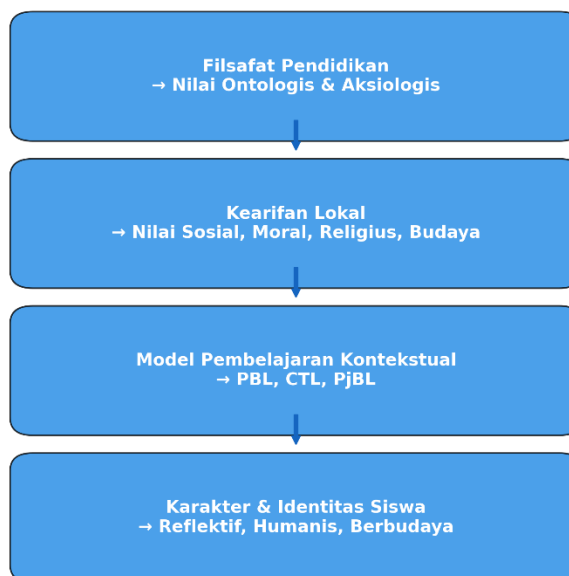 Filsafat Pendidikan
→ Nilai Ontologis & Aksiologis
Kearifan Lokal
→ Nilai Sosial, Moral, Religius, Budaya
Model Pembelajaran Kontekstual
→ PBL, CTL, PjBL
Karakter & Identitas Siswa
→ Reflektif, Humanis, Berbudaya